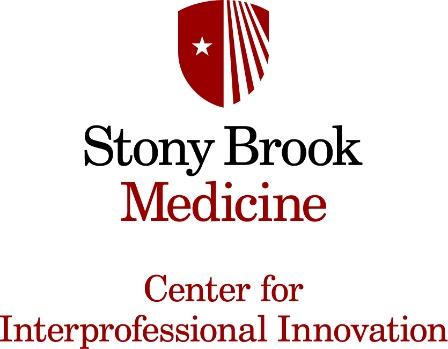 Stony Brook
Medicine
Center for
Interprofessional Innovation